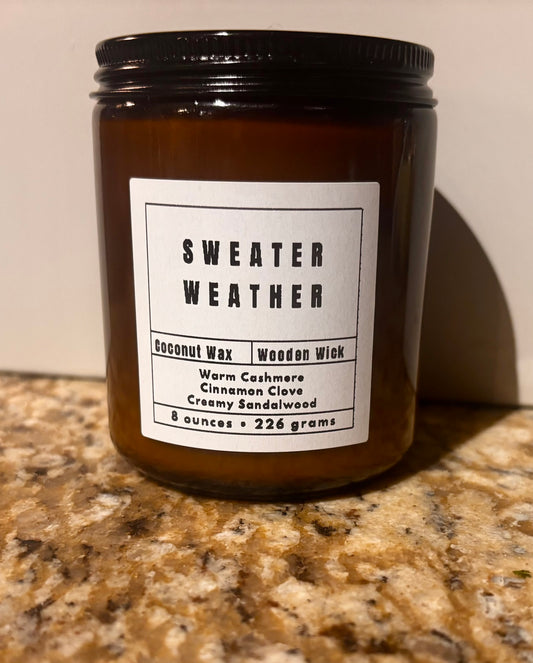 SWEATER
WEATHER
Coconut Wax
Wooden Wick
Warm Cashmere
Cinnamon Clove
Creamy Sandalwood
8 ounces • 226 grams